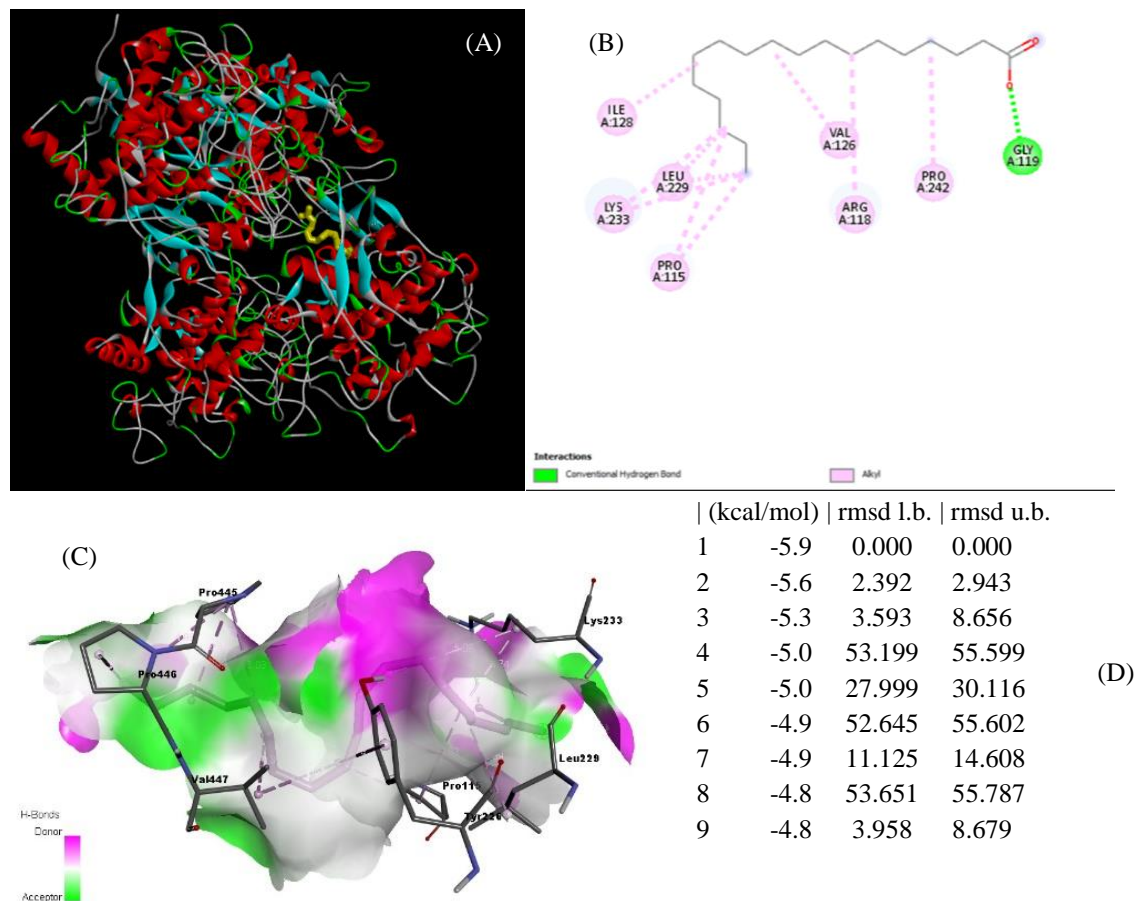 (A)
(B)
ILE
A:128
VAL
A:126
GLY
A:119
LEU
A:229
PRO
A:242
LYS
A:233
ARG
A:118
PRO
A:115
Interactions
Conventional Hydrogen Bond
Alkyl
(C)
Pro445
Lys233
Pro446
Leu229
Val447
Pro115
H-Bonds
Donor
Acceptor
| (kcal/mol) | rmsd l.b. | rmsd u.b.
1 -5.9 0.000 0.000
2 -5.6 2.392 2.943
3 -5.3 3.593 8.656
4 -5.0 53.199 55.599
5 -5.0 27.999 30.116
6 -4.9 52.645 55.602
7 -4.9 11.125 14.608
8 -4.8 53.651 55.787
9 -4.8 3.958 8.679
(D)